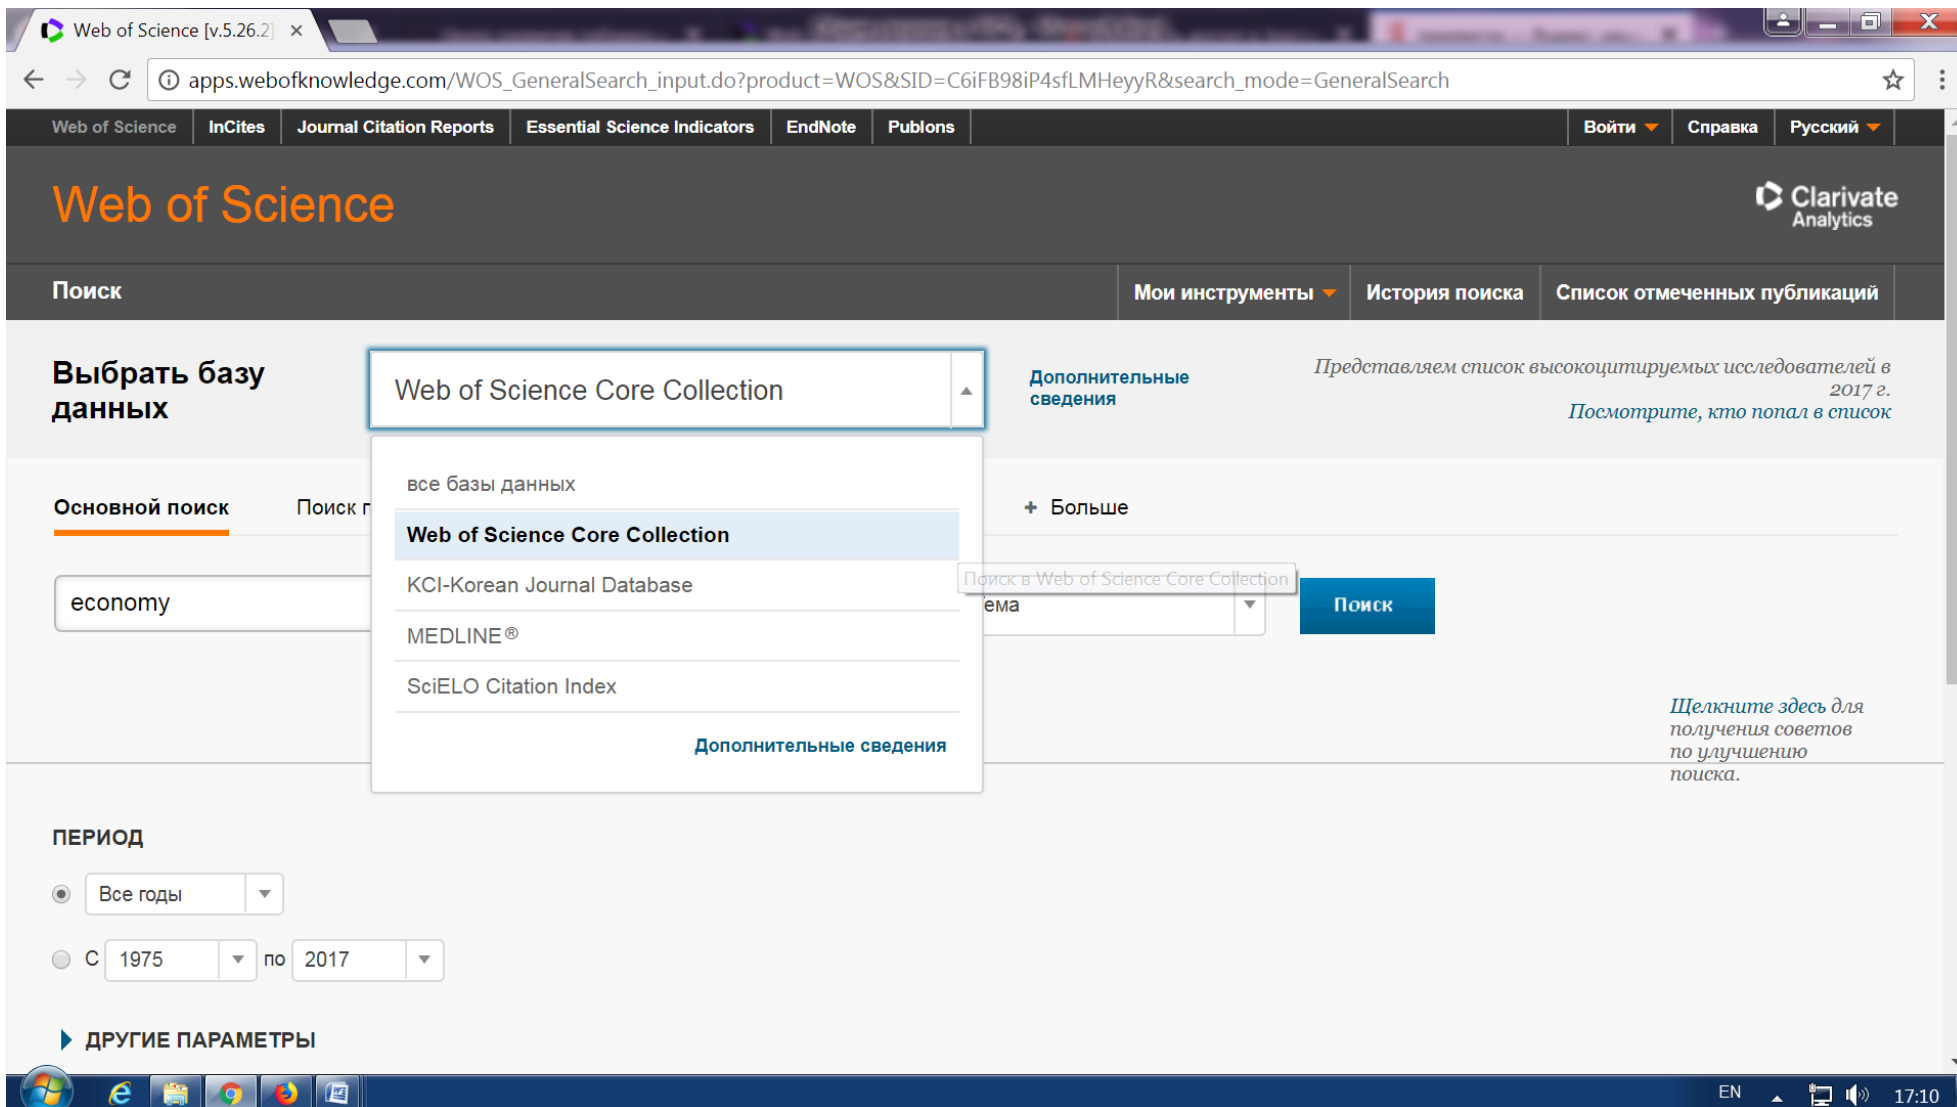 Web of Science [v.5.26.2]
apps.webofknowledge.com/WOS_GeneralSearch_input.do?product=WOS&SID=C6iFB98iP4sfLMHeyyR&search_mode=GeneralSearch
Web of Science InCites Journal Citation Reports Essential Science Indicators EndNote Publons Войти Справка Русский
Web of Science
Clarivate
Analytics
Поиск Мои инструменты История поиска Список отмеченных публикаций
Выбрать базу
данных
Web of Science Core Collection
Дополнительные
сведения
Представляем список высокоцитируемых исследователей в
2017 г.
Посмотрите, кто попал в список
все базы данных
Web of Science Core Collection
KCI-Korean Journal Database
MEDLINE®
SciELO Citation Index
Дополнительные сведения
Основной поиск Поиск + Больше
Поиск в Web of Science Core Collection
economy ема Поиск
Щелкните здесь для
получения советов
по улучшению
поиска.
ПЕРИОД
Все годы
С 1975 по 2017
ДРУГИЕ ПАРАМЕТРЫ
EN 17:10